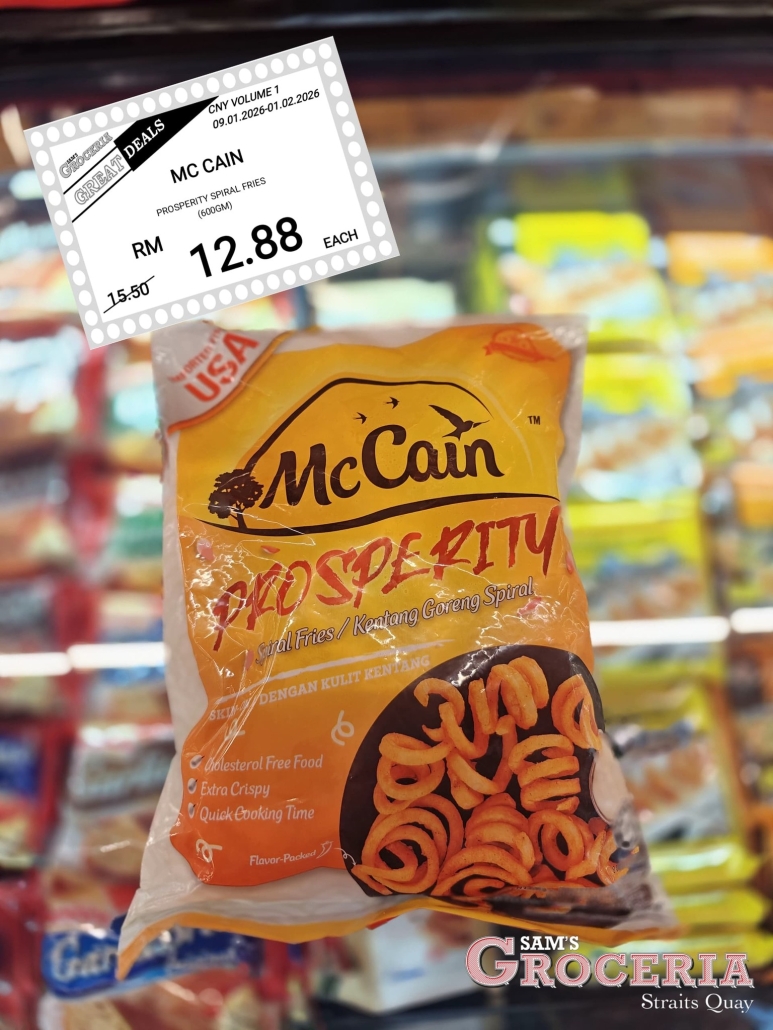 CNY VOLUME 1
09.01.2026-01.02.2026
SAM'S
GROCERIA
GREAT DEALS
MC CAIN
PROSPERITY SPIRAL FRIES
(600GM)
RM
12.88
EACH
15.50
USA
McCain
TM
PROSPERITY
Spiral Fries / Kentang Goreng Spiral
DENGAN KULIT KENTANG
Cholesterol Free Food
Extra Crispy
Quick Cooking Time
Flavor-Packed
SAM'S
GROCERIA
Straits Quay